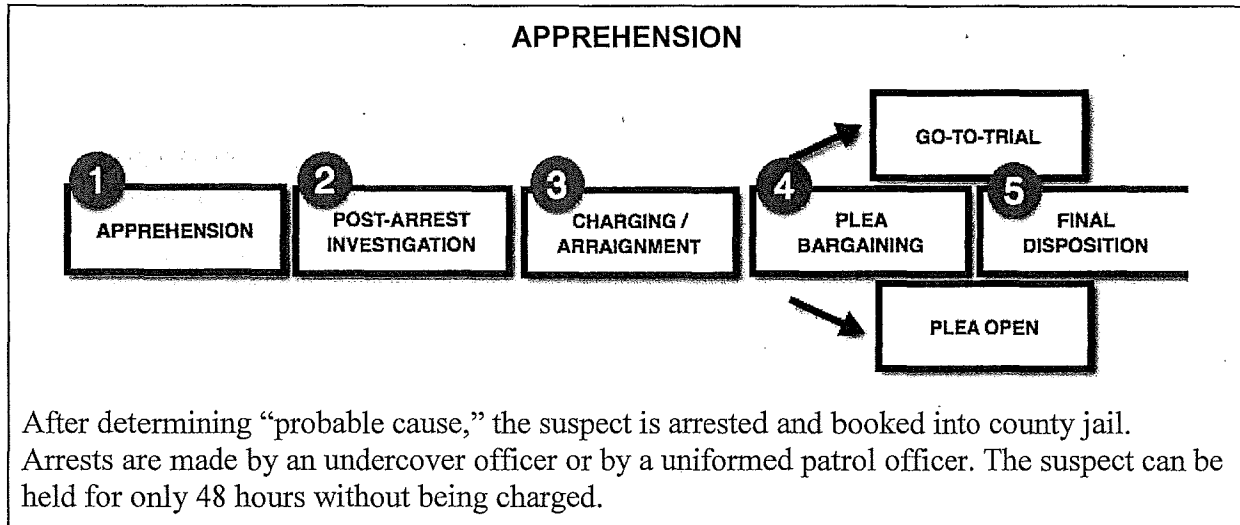 APPREHENSION
1
APPREHENSION
2
POST-ARREST
INVESTIGATION
3
CHARGING /
ARRAIGNMENT
4
PLEA
BARGAINING
GO-TO-TRIAL
5
FINAL
DISPOSITION
PLEA OPEN
After determining “probable cause,” the suspect is arrested and booked into county jail.
Arrests are made by an undercover officer or by a uniformed patrol officer. The suspect can be
held for only 48 hours without being charged.